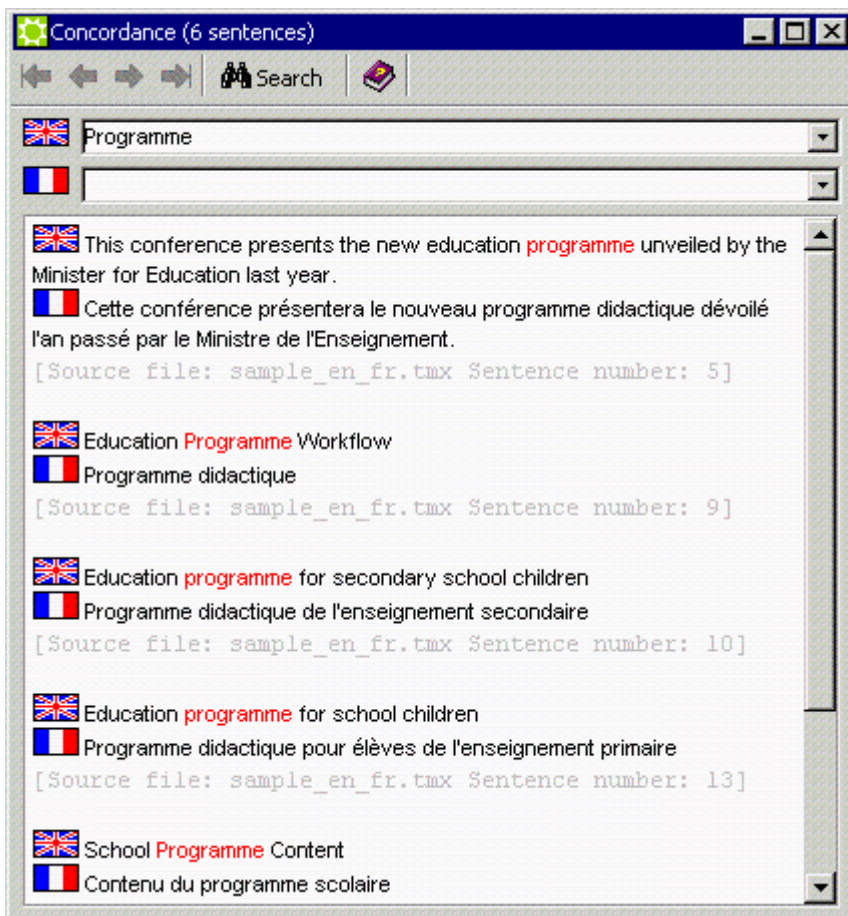 Concordance (6 sentences)
Search
Programme
This conference presents the new education programme unveiled by the
Minister for Education last year.
Cette conférence présentera le nouveau programme didactique dévoilé
l'an passé par le Ministre de l'Enseignement.
[Source file: sample_en_fr.tmx Sentence number: 5]
Education Programme Workflow
Programme didactique
[Source file: sample_en_fr.tmx Sentence number: 9]
Education programme for secondary school children
Programme didactique de l'enseignement secondaire
[Source file: sample_en_fr.tmx Sentence number: 10]
Education programme for school children
Programme didactique pour élèves de l'enseignement primaire
[Source file: sample_en_fr.tmx Sentence number: 13]
School Programme Content
Contenu du programme scolaire